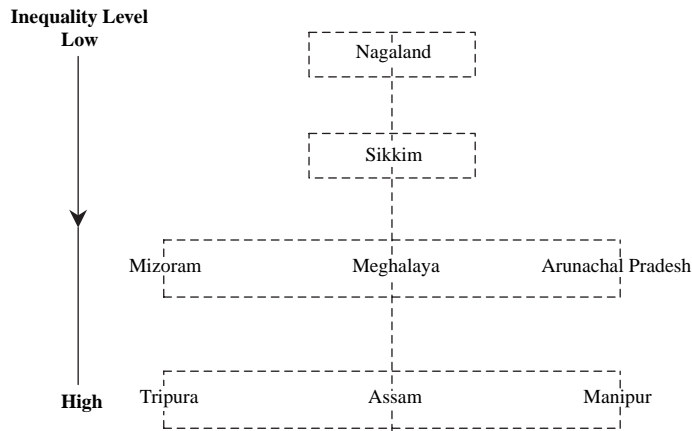 Inequality Level
Low
Nagaland
Sikkim
Mizoram Meghalaya Arunachal Pradesh
High
Tripura Assam Manipur